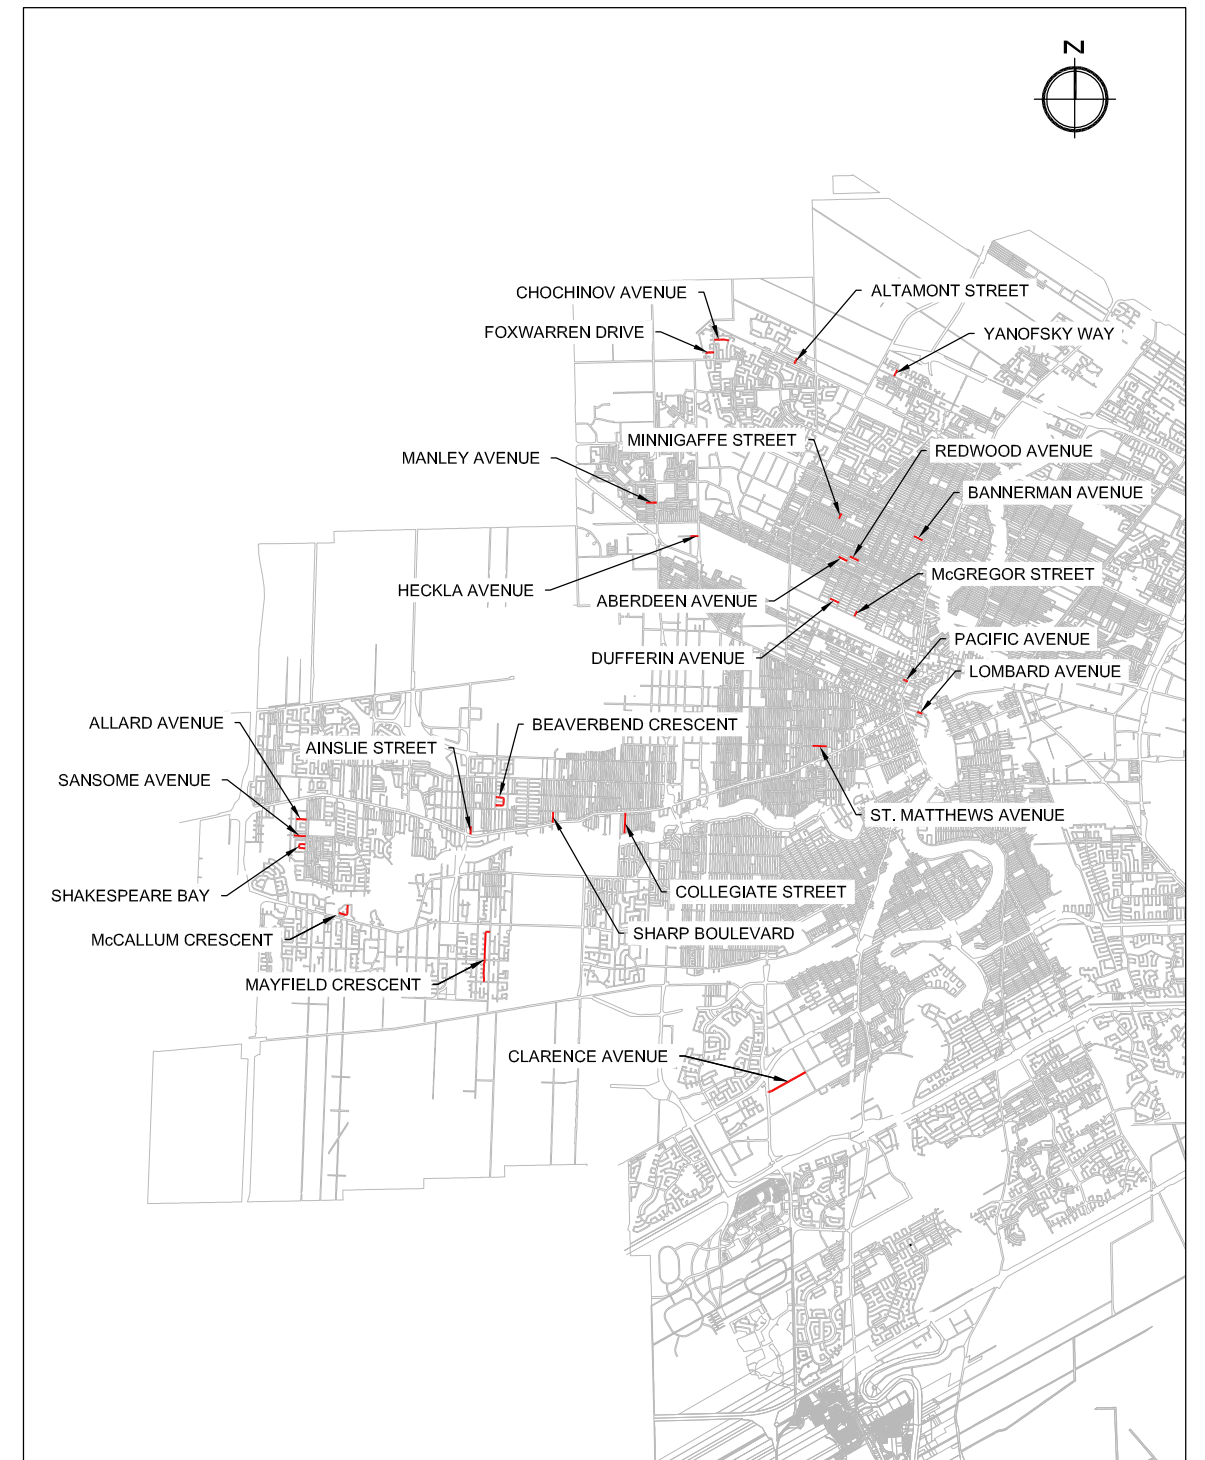 N
CHOCHINOV AVENUE
ALTAMONT STREET
FOXWARREN DRIVE
YANOFSKY WAY
MINNIGAFFE STREET
REDWOOD AVENUE
MANLEY AVENUE
BANNERMAN AVENUE
McGREGOR STREET
HECKLA AVENUE
ABERDEEN AVENUE
PACIFIC AVENUE
DUFFERIN AVENUE
LOMBARD AVENUE
ALLARD AVENUE
BEAVERBEND CRESCENT
AINSLIE STREET
SANSOME AVENUE
ST. MATTHEWS AVENUE
SHAKESPEARE BAY
COLLEGIATE STREET
McCALLUM CRESCENT
SHARP BOULEVARD
MAYFIELD CRESCENT
CLARENCE AVENUE